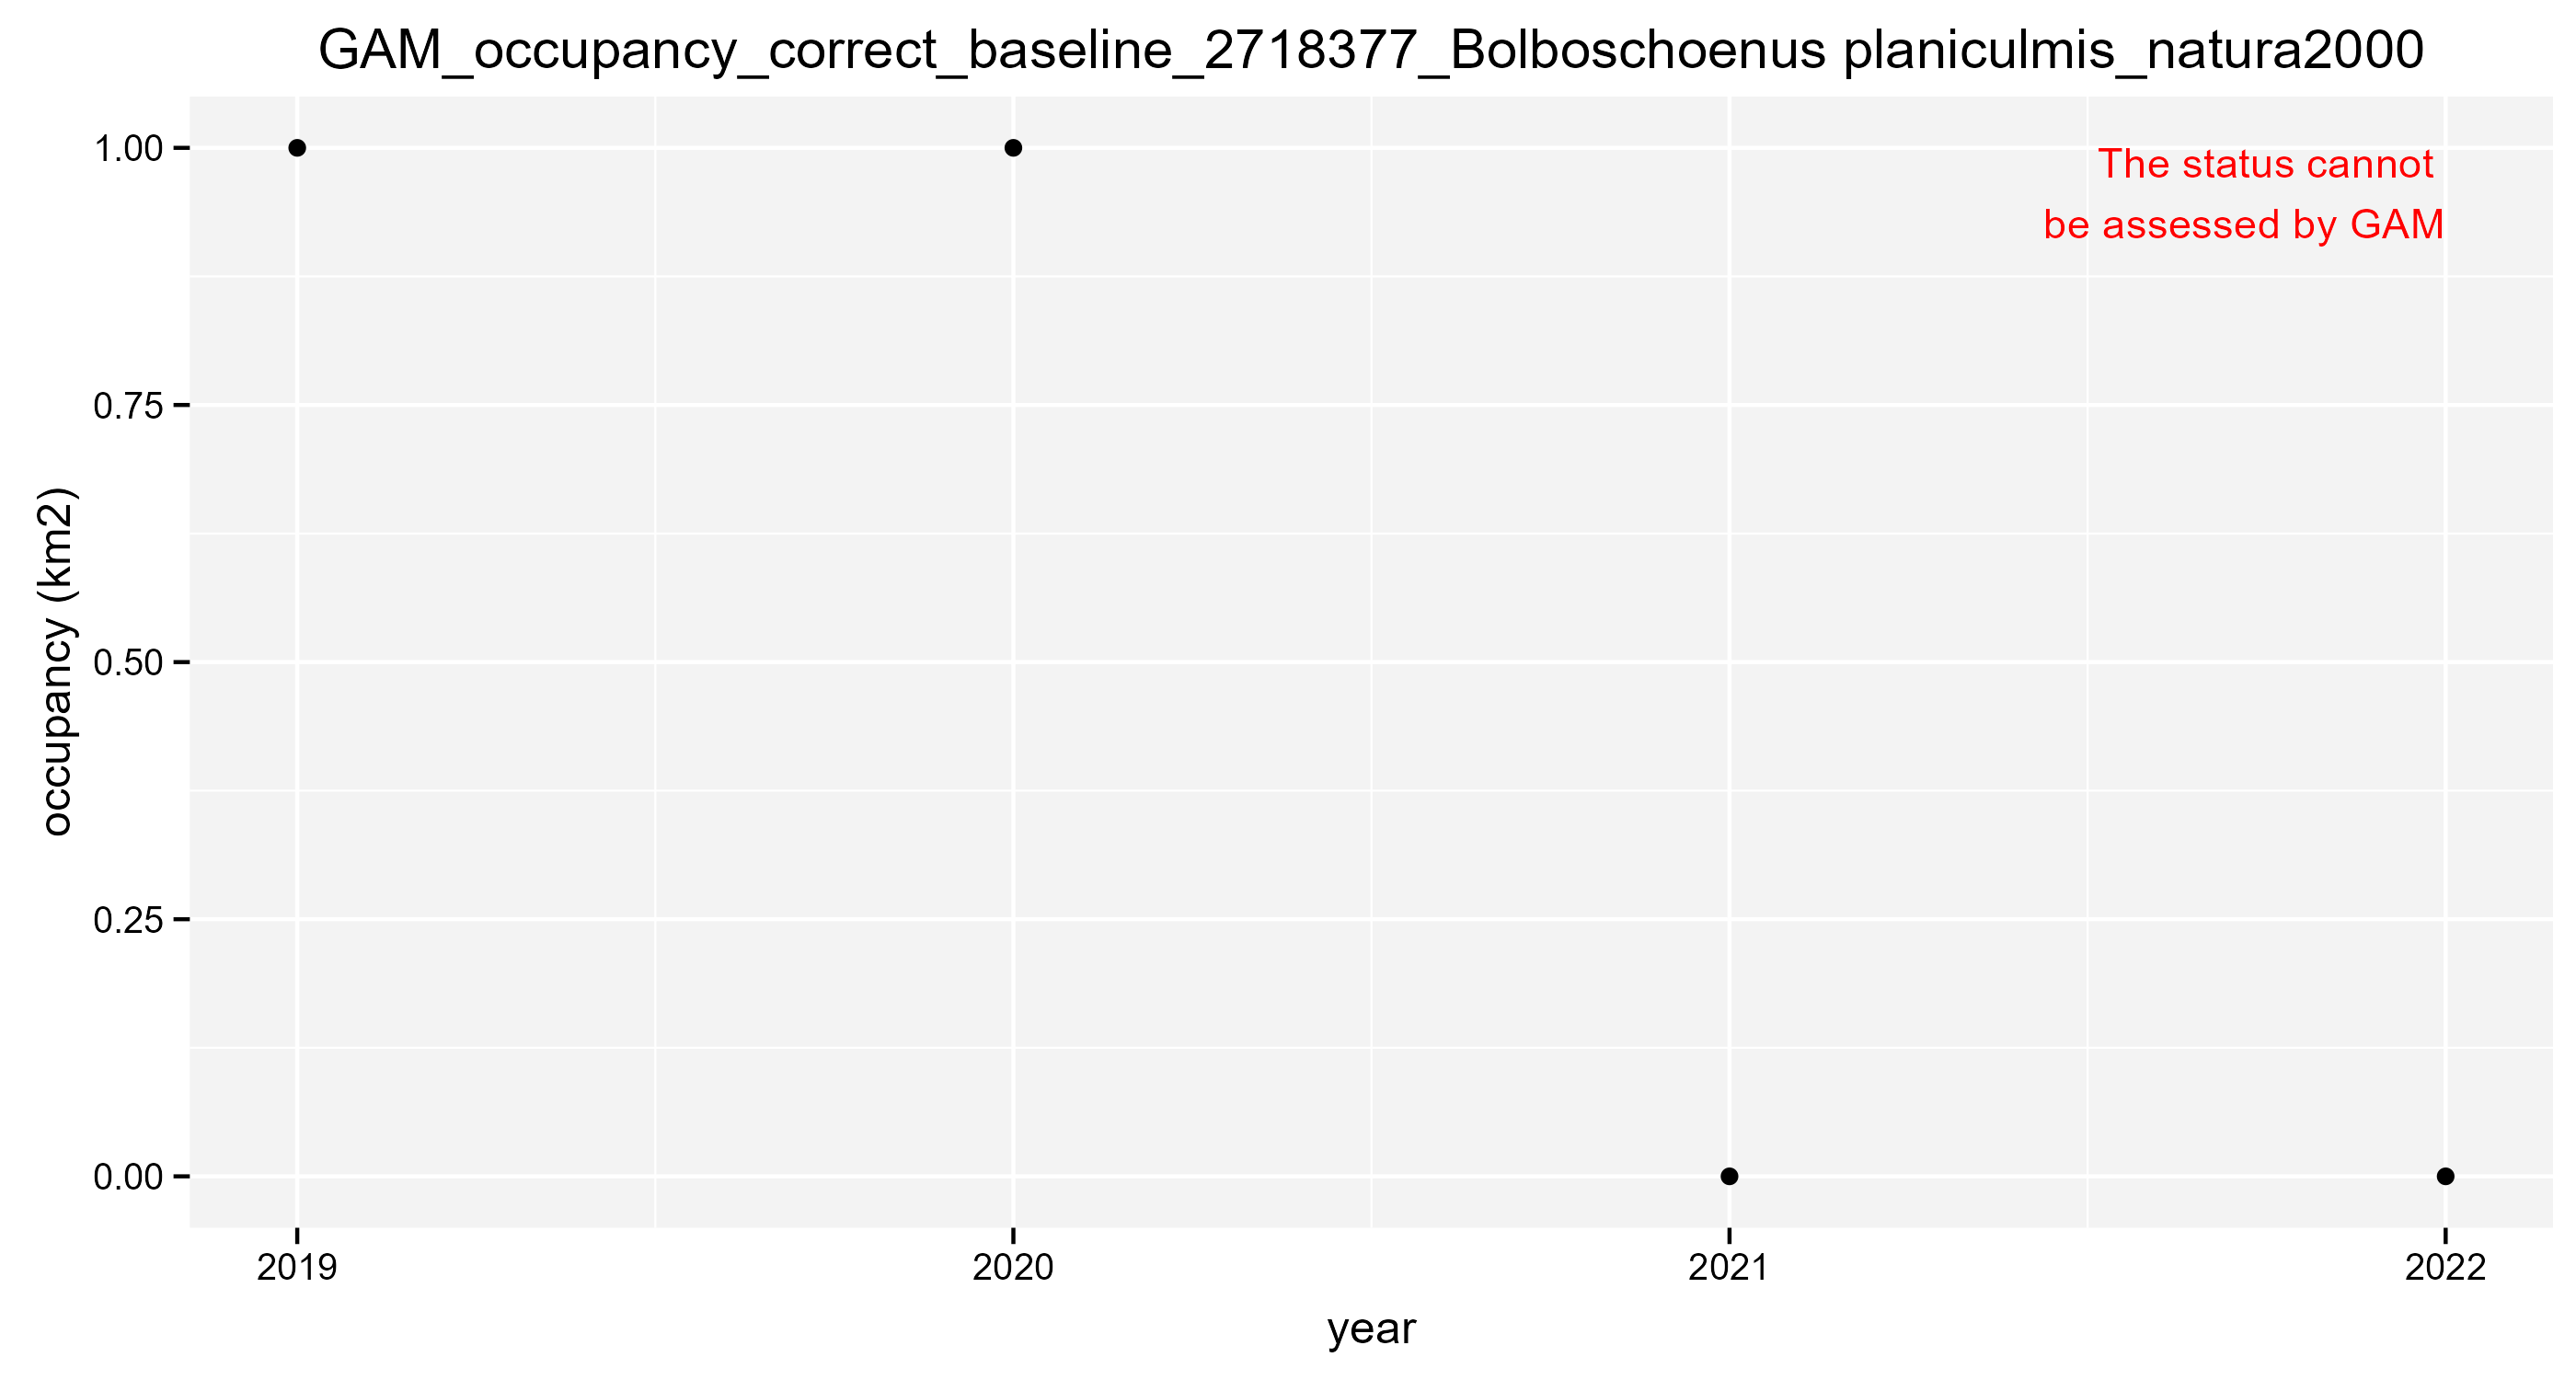 GAM_occupancy_correct_baseline_2718377_Bolboschoenus planiculmis_natura2000
The status cannot
be assessed by GAM
occupancy (km2)
1.00
0.75
0.50
0.25
0.00
2019 2020 2021 2022
year